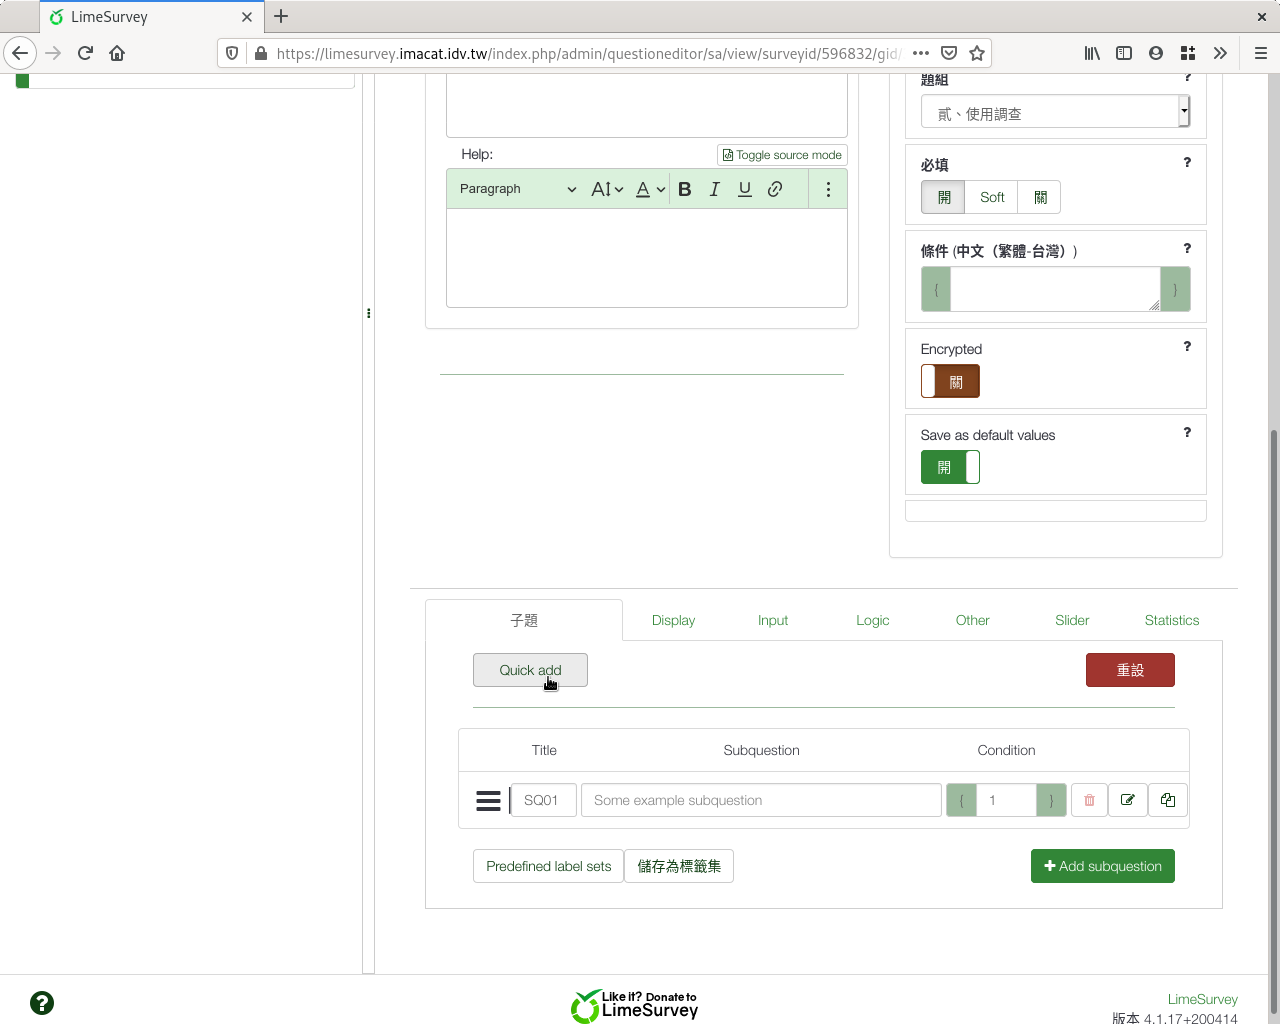 LimeSurvey
https://limesurvey.imacat.idv.tw/index.php/admin/questioneditor/sa/view/surveyid/596832/gid/
題組
?
貳、使用調查
Help:
Toggle source mode
Paragraph
A
A
B
I
U
必填
?
開
Soft
關
條件 (中文（繁體-台灣）)
?
{
}
Encrypted
?
關
Save as default values
?
開
子題
Display
Input
Logic
Other
Slider
Statistics
Quick add
重設
Title
Subquestion
Condition
SQ01
Some example subquestion
{
1
}
Predefined label sets
儲存為標籤集
+ Add subquestion
?
Like it? Donate to
LimeSurvey
LimeSurvey
版本 4.1.17+200414